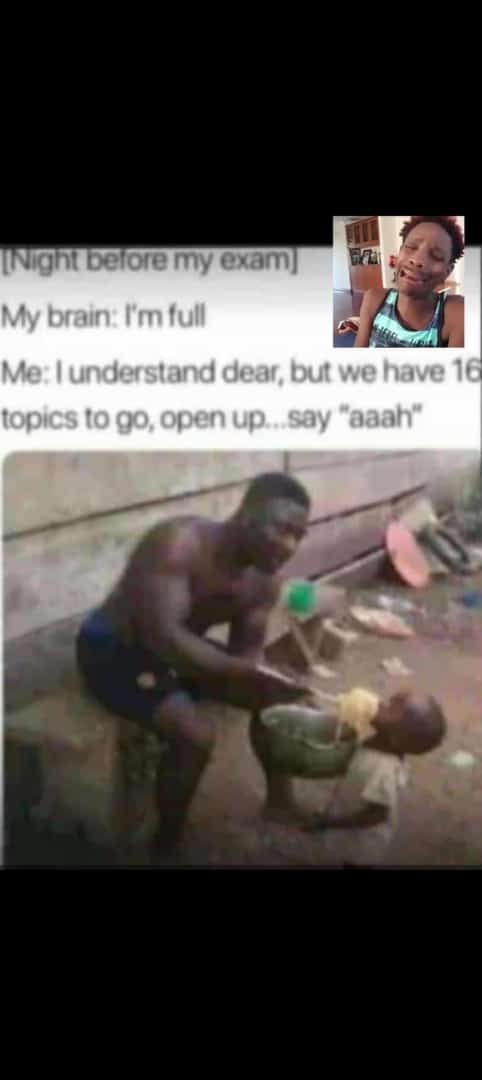 [Night before my exam]
My brain: I'm full
Me: I understand dear, but we have 16
topics to go, open up...say "aaah"